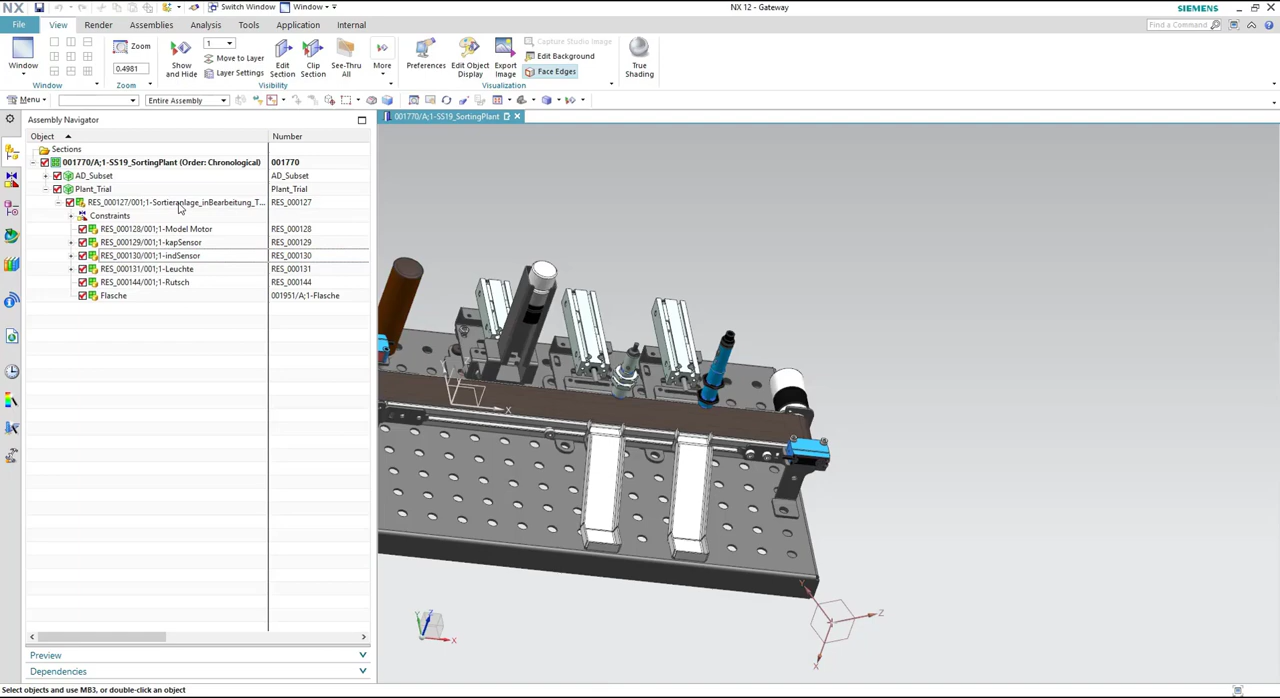 NX
Switch Window
Window
NX 12 - Gateway
SIEMENS
File
View
Render
Assemblies
Analysis
Tools
Application
Internal
Find a Command
Window
Zoom
0.4981
Show and Hide
1
Move to Layer
Layer Settings
Edit Section
Clip Section
See-Thru All
More
Preferences
Edit Object Display
Export Image
Capture Studio Image
Edit Background
Face Edges
True Shading
Window
Zoom
Visibility
Visualization
Menu
Entire Assembly
Assembly Navigator
001770/A;1-SS19_SortingPlant
Object
Number
Sections
001770/A;1-SS19_SortingPlant (Order: Chronological)
001770
AD_Subset
AD_Subset
Plant_Trial
Plant_Trial
RES_000127/001;1-Sortieranlage_inBearbeitung_T...
RES_000127
Constraints
RES_000128/001;1-Model Motor
RES_000128
RES_000129/001;1-kapSensor
RES_000129
RES_000130/001;1-indSensor
RES_000130
RES_000131/001;1-Leuchte
RES_000131
RES_000144/001;1-Rutsch
RES_000144
Flasche
001951/A;1-Flasche
X
Y
Z
X
Y
Z
X
Preview
Dependencies
Select objects and use MB3, or double-click an object